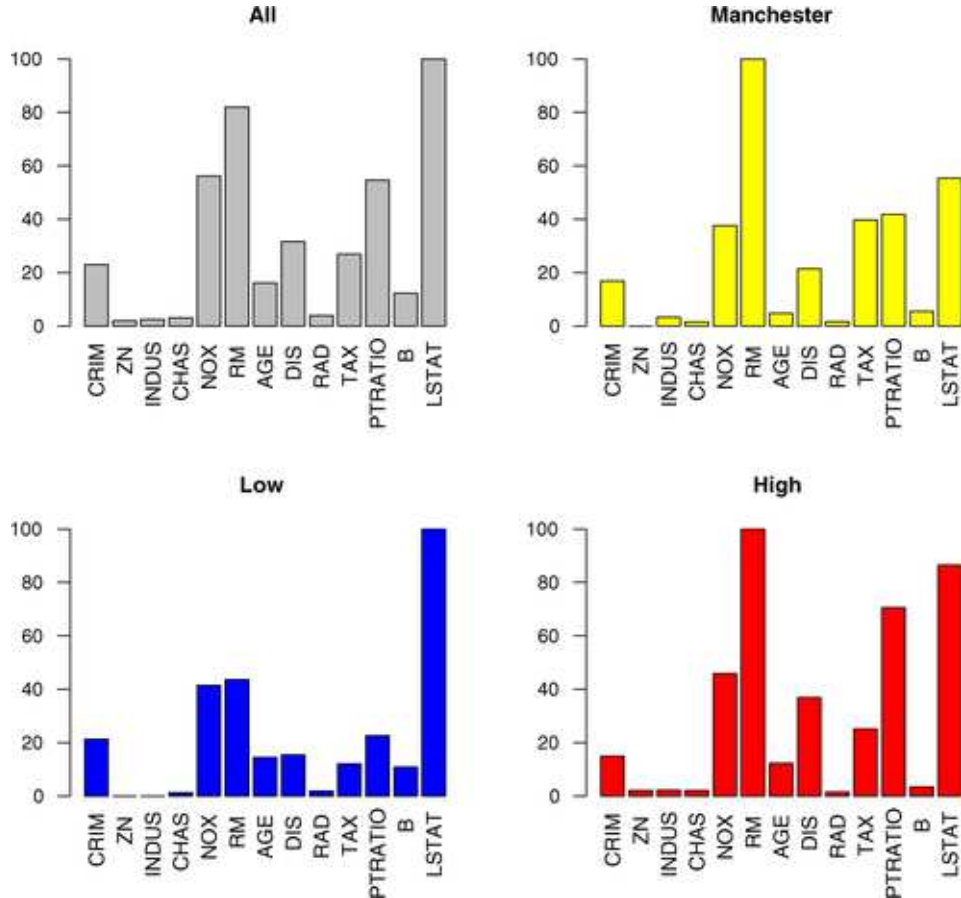 All
100
80
60
40
20
0
CRIM
ZN
INDUS
CHAS
NOX
RM
AGE
DIS
RAD
TAX
PTRATIO
B
LSTAT
Manchester
100
80
60
40
20
0
CRIM
ZN
INDUS
CHAS
NOX
RM
AGE
DIS
RAD
TAX
PTRATIO
B
LSTAT
Low
100
80
60
40
20
0
CRIM
ZN
INDUS
CHAS
NOX
RM
AGE
DIS
RAD
TAX
PTRATIO
B
LSTAT
High
100
80
60
40
20
0
CRIM
ZN
INDUS
CHAS
NOX
RM
AGE
DIS
RAD
TAX
PTRATIO
B
LSTAT